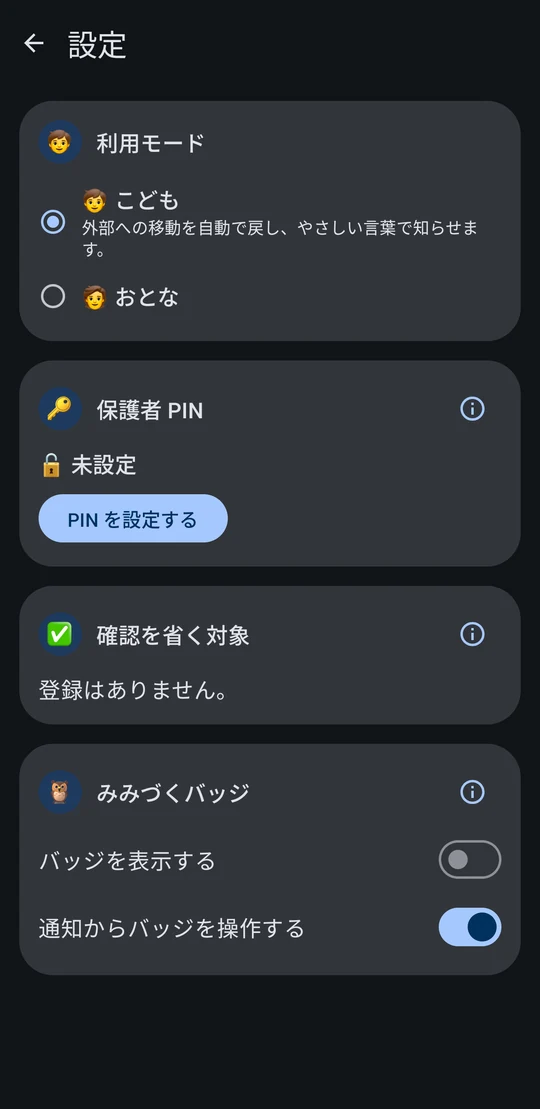 設定
利用モード
こども
外部への移動を自動で戻し、やさしい言葉で知らせま
す。
おとな
保護者 PIN
未設定
PIN を設定する
確認を省く対象
登録はありません。
みみづくバッジ
バッジを表示する
通知からバッジを操作する